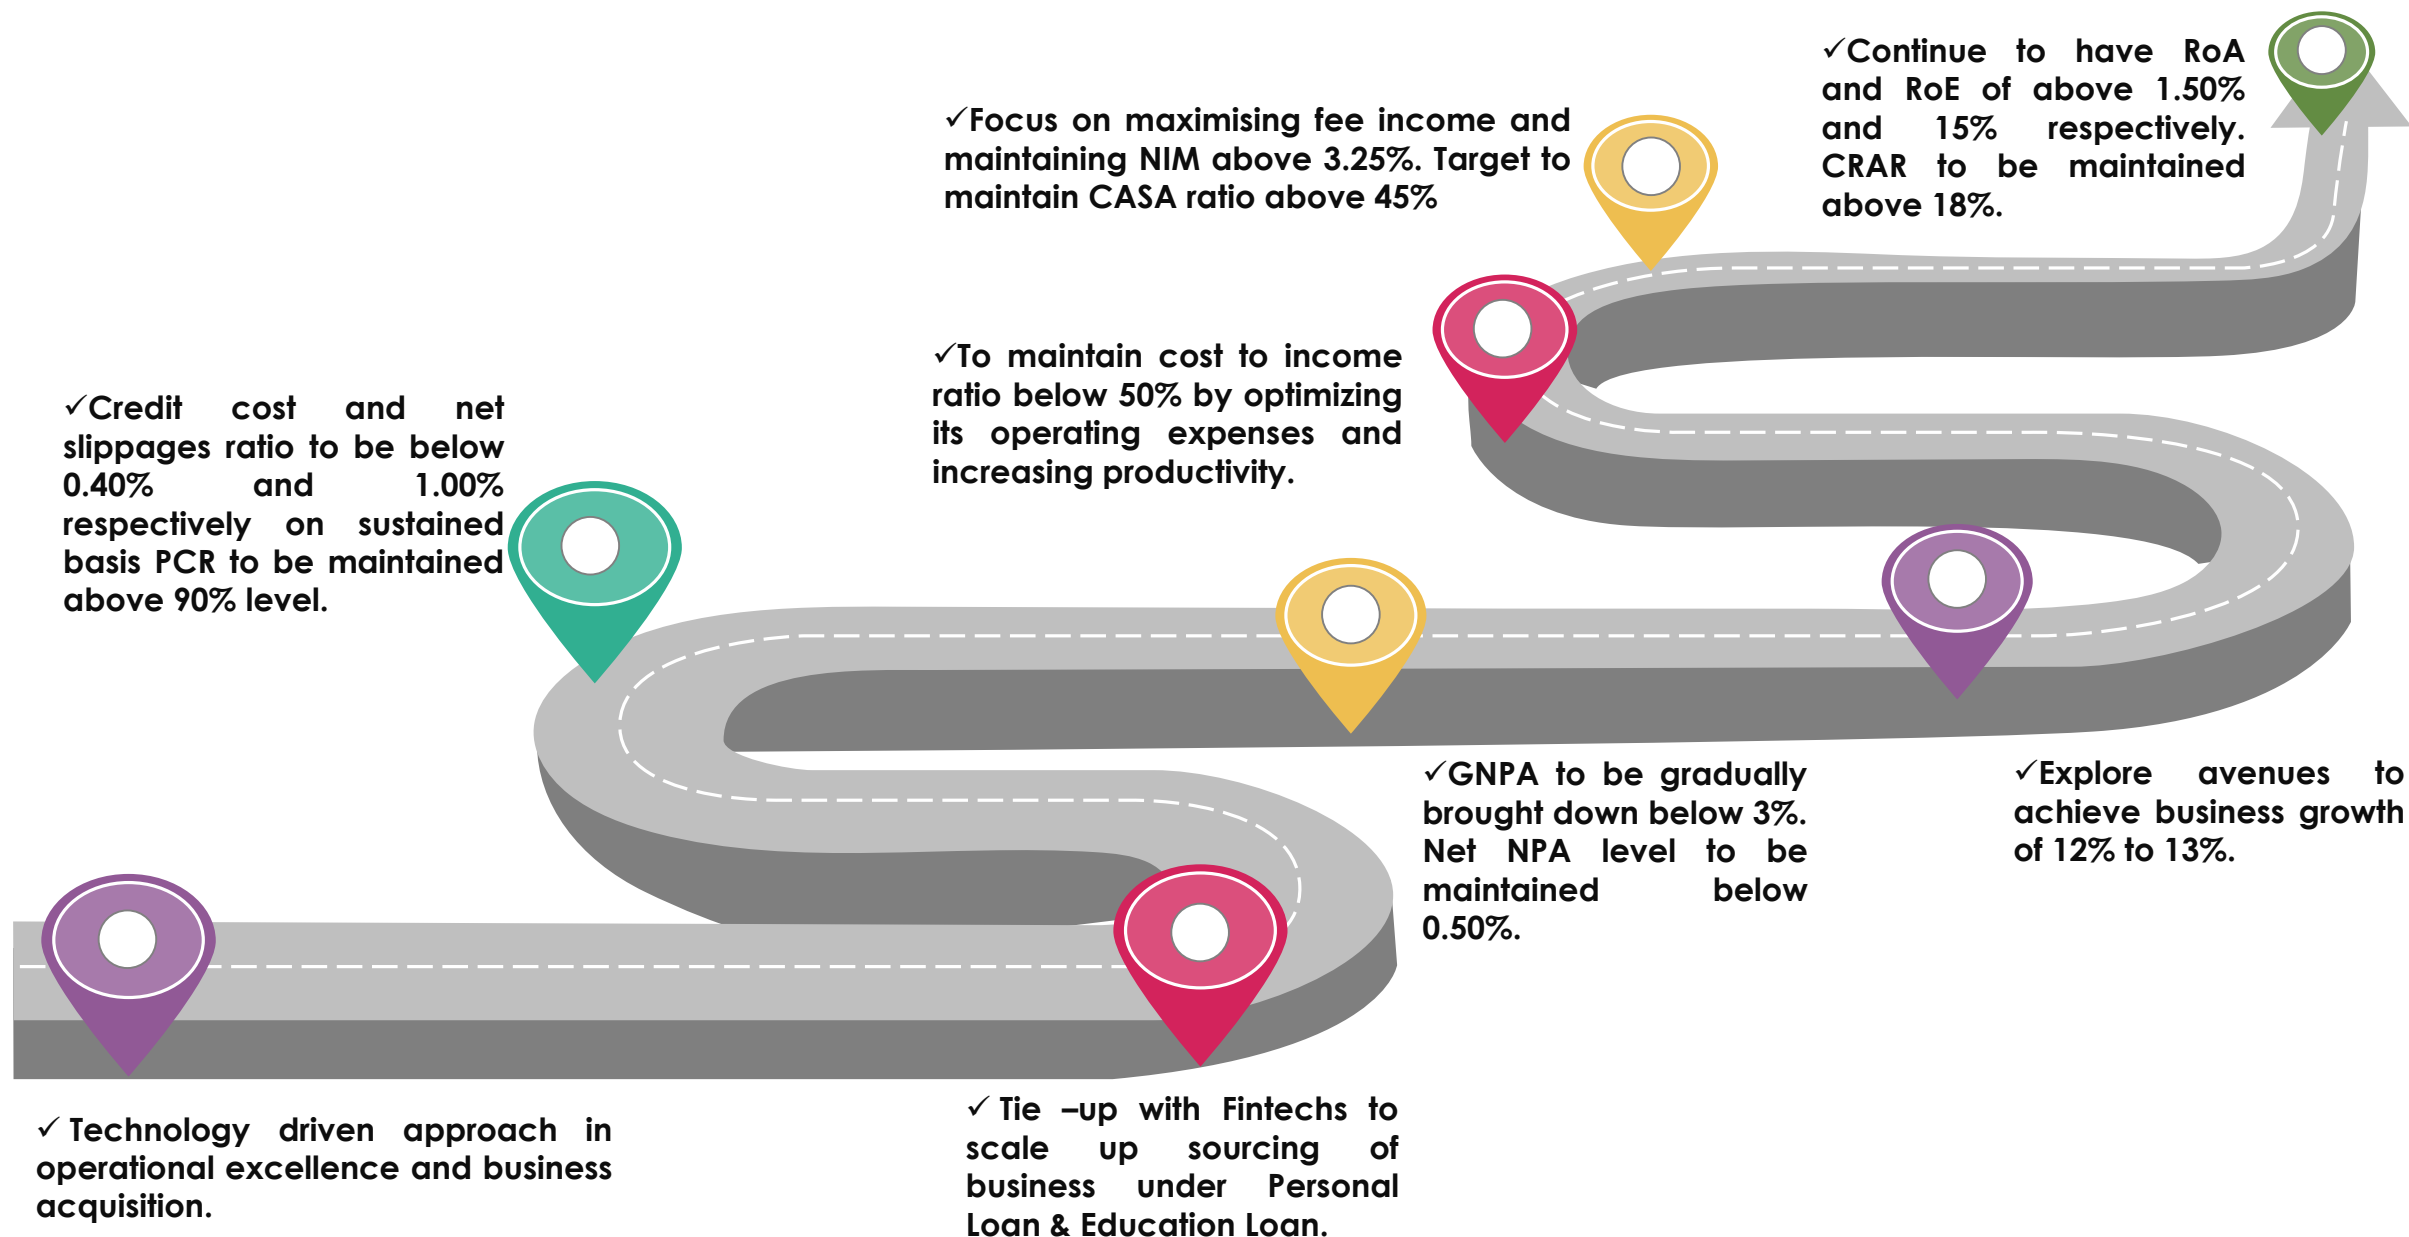 ✓Continue to have RoA
and RoE of above 1.50%
and 15% respectively.
CRAR to be maintained
above 18%.
✓Focus on maximising fee income and
maintaining NIM above 3.25%. Target to
maintain CASA ratio above 45%
✓To maintain cost to income
ratio below 50% by optimizing
its operating expenses and
increasing productivity.
✓Credit cost and net
slippages ratio to be below
0.40% and 1.00%
respectively on sustained
basis PCR to be maintained
above 90% level.
✓GNPA to be gradually
brought down below 3%.
Net NPA level to be
maintained below
0.50%.
✓Explore avenues to
achieve business growth
of 12% to 13%.
✓ Technology driven approach in
operational excellence and business
acquisition.
✓ Tie –up with Fintechs to
scale up sourcing of
business under Personal
Loan & Education Loan.